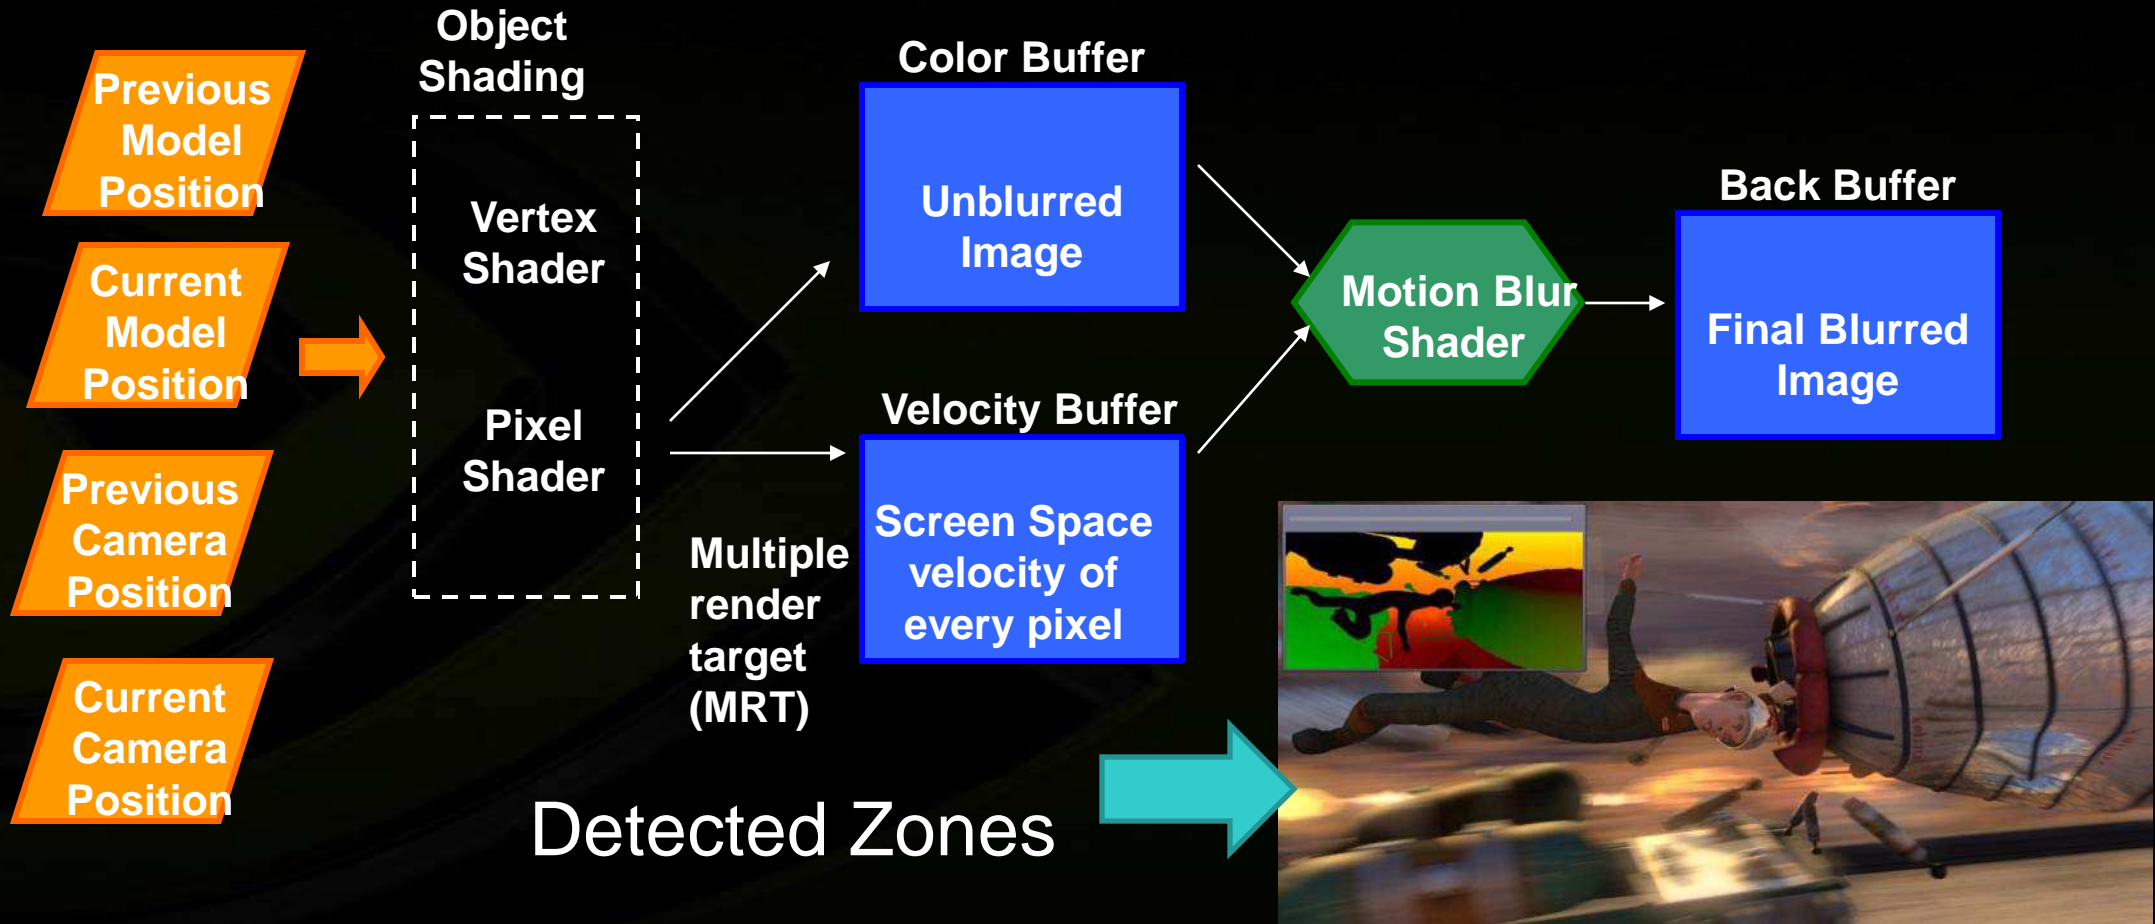 Previous
Model
Position
Current
Model
Position
Previous
Camera
Position
Current
Camera
Position
Object
Shading
Vertex
Shader
Pixel
Shader
Multiple
render
target
(MRT)
Color Buffer
Unblurred
Image
Velocity Buffer
Screen Space
velocity of
every pixel
Motion Blur
Shader
Back Buffer
Final Blurred
Image
Detected Zones